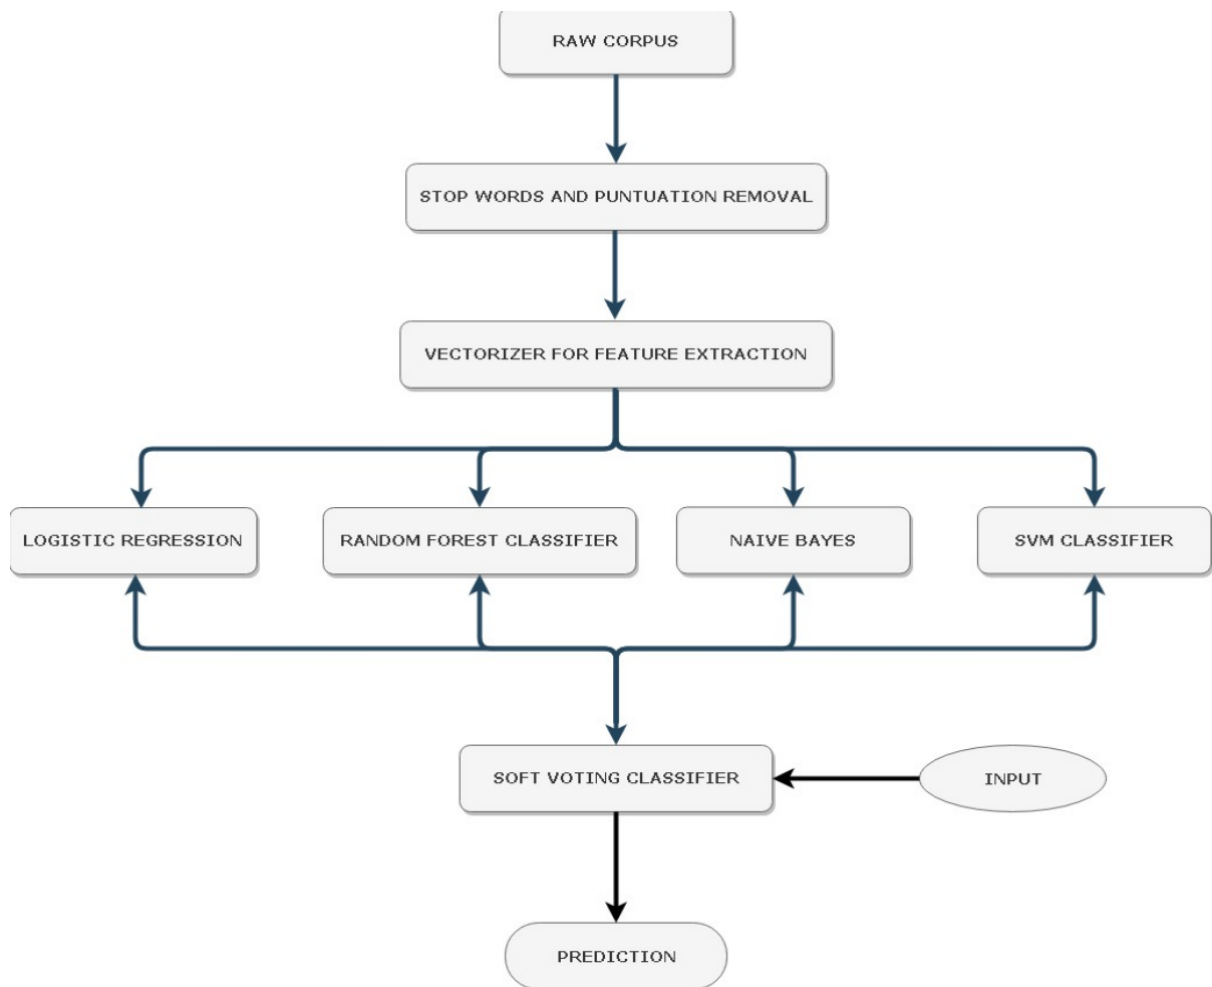 RAW CORPUS
STOP WORDS AND PUNTUATION REMOVAL
VECTORIZER FOR FEATURE EXTRACTION
LOGISTIC REGRESSION
RANDOM FOREST CLASSIFIER
NAIVE BAYES
SVM CLASSIFIER
SOFT VOTING CLASSIFIER
INPUT
PREDICTION